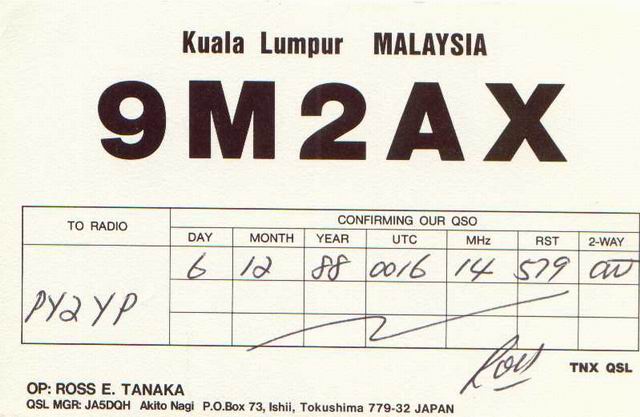 Kuala Lumpur MALAYSIA
9M2AX
TO RADIO CONFIRMING OUR QSO
DAY MONTH YEAR UTC MHz RST 2-WAY
6 12 88 0016 14 579 CW
PY2YP
Ross
TNX QSL
OP: ROSS E. TANAKA
QSL MGR: JA5DQH Akito Nagi P.O.Box 73, Ishii, Tokushima 779-32 JAPAN